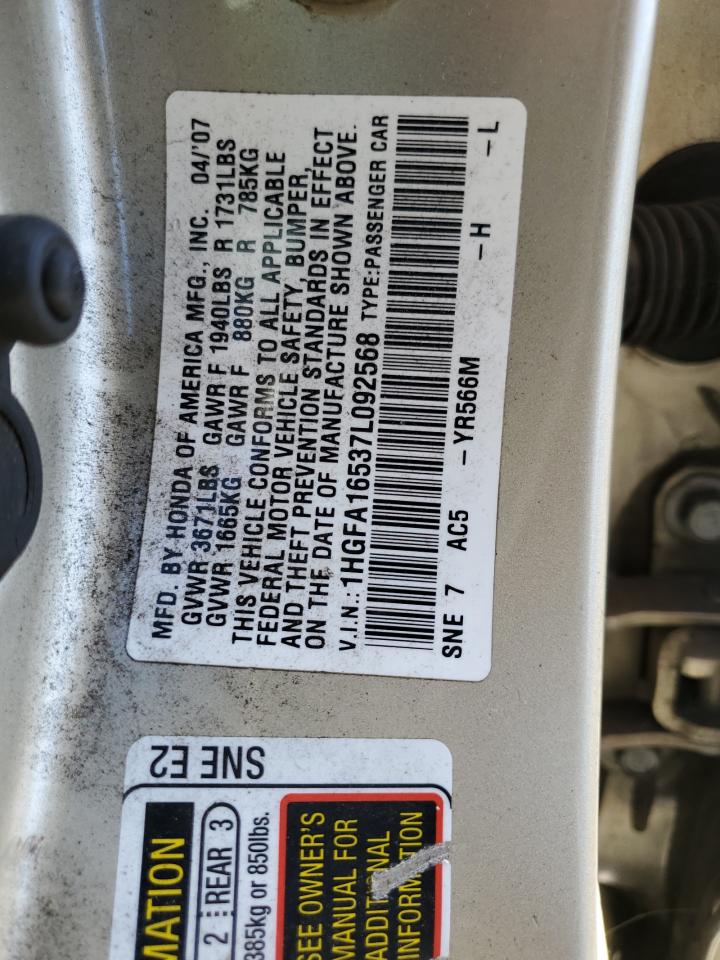 MFD. BY HONDA OF AMERICA MFG., INC. 04/'07
GVWR 3671LBS GAWR F 1940LBS R 1731LBS
GVWR 1665KG GAWR F 880KG R 785KG
THIS VEHICLE CONFORMS TO ALL APPLICABLE
FEDERAL MOTOR VEHICLE SAFETY, BUMPER,
AND THEFT PREVENTION STANDARDS IN EFFECT
ON THE DATE OF MANUFACTURE SHOWN ABOVE.
V.I.N.: 1HGFA16537L092568 TYPE:PASSENGER CAR
SNE 7 AC5 -YR566M -H -L
SNE E2
MATION
2 REAR 3
385kg or 850lbs.
SEE OWNER'S
MANUAL FOR
ADDITIONAL
INFORMATION